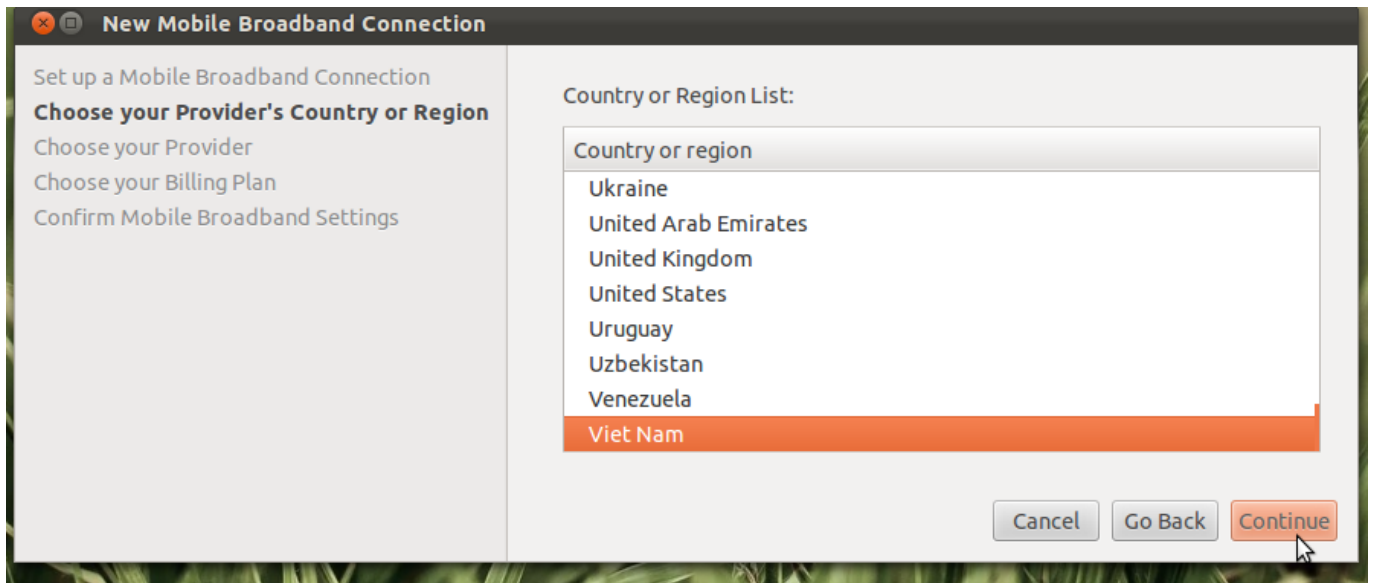 New Mobile Broadband Connection
Set up a Mobile Broadband Connection
Choose your Provider's Country or Region
Choose your Provider
Choose your Billing Plan
Confirm Mobile Broadband Settings
Country or Region List:
Country or region
Ukraine
United Arab Emirates
United Kingdom
United States
Uruguay
Uzbekistan
Venezuela
Viet Nam
Cancel
Go Back
Continue